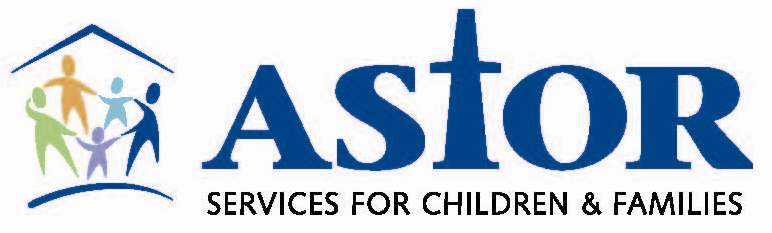 ASTOR
SERVICES FOR CHILDREN & FAMILIES